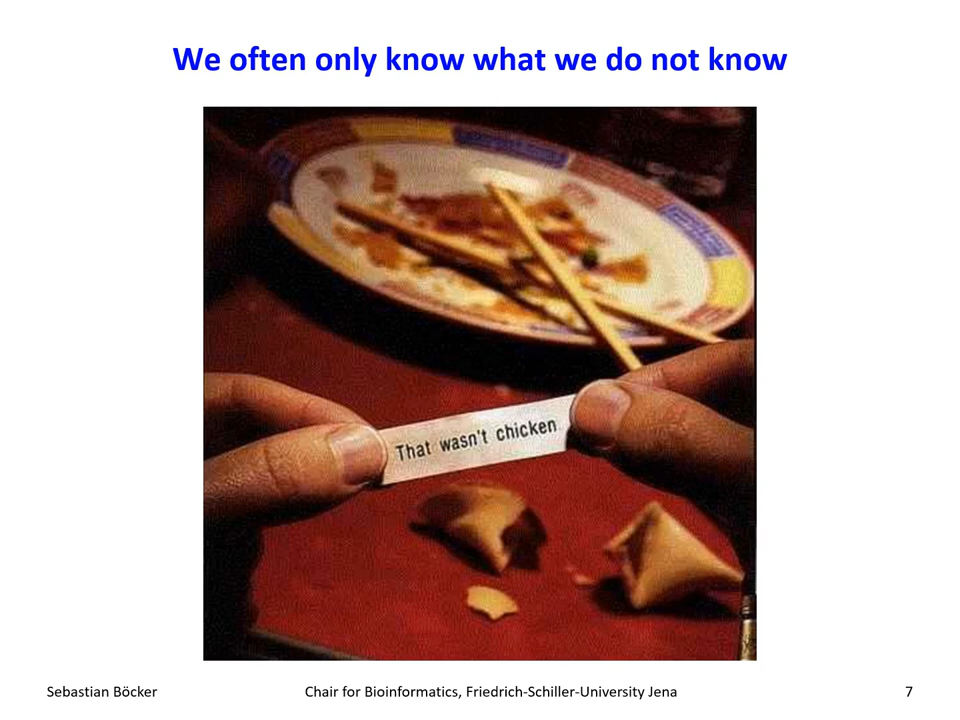 We often only know what we do not know
That wasn't chicken
Sebastian Böcker
Chair for Bioinformatics, Friedrich-Schiller-University Jena
7